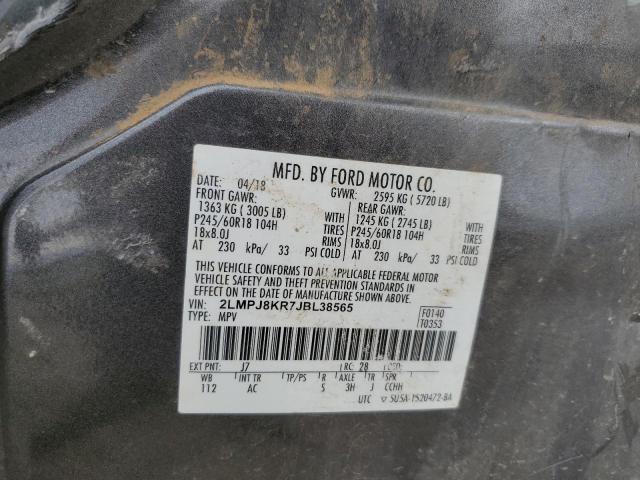 MFD. BY FORD MOTOR CO.
DATE: 04/18 GVWR: 2595 KG ( 5720 LB)
FRONT GAWR: REAR GAWR:
1363 KG ( 3005 LB) WITH 1245 KG ( 2745 LB) WITH
P245/60R18 104H TIRES P245/60R18 104H TIRES
18x8.0J RIMS 18x8.0J RIMS
AT 230 kPa/ 33 PSI COLD AT 230 kPa/ 33 PSI COLD
THIS VEHICLE CONFORMS TO ALL APPLICABLE FEDERAL MOTOR
VEHICLE SAFETY AND THEFT PREVENTION STANDARDS IN
EFFECT ON THE DATE OF MANUFACTURE SHOWN ABOVE.
VIN: 2LMPJ8KR7JBL38565 F0140
TYPE: MPV T0353
EXT PNT: J7 RC: 28 DSO:
WB INT TR TP/PS R AXLE TR SPR
112 AC S 3H J CCHH
UTC ▽ SU5A-1520472-BA